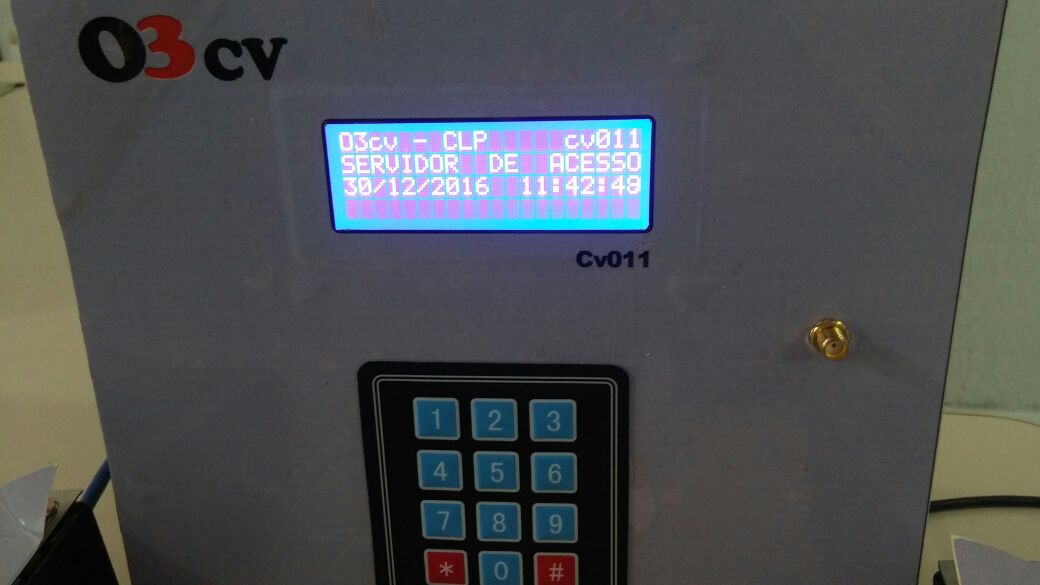 O3cv
O3cv - CLP cv011
SERVIDOR DE ACESSO
30/12/2016 11:42:48
Cv011
1 2 3
4 5 6
7 8 9
* 0 #